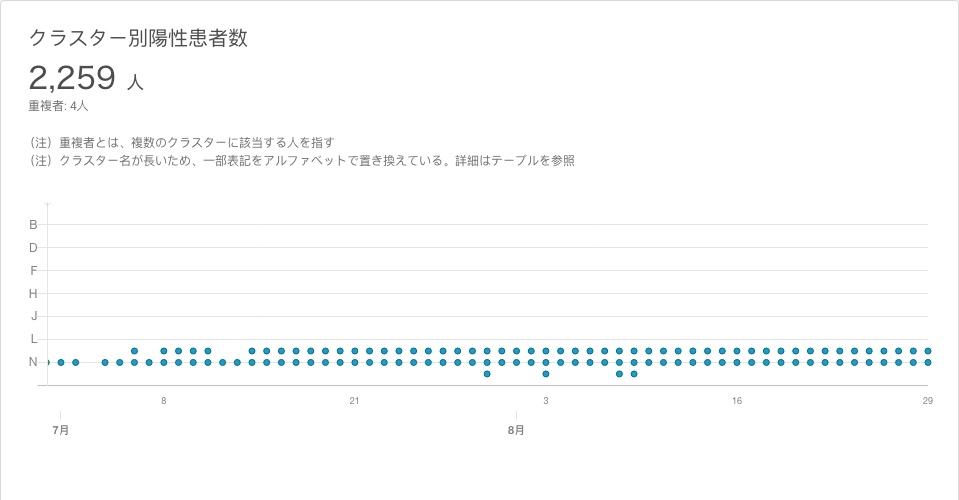 クラスター別陽性患者数
2,259 人
重複者: 4人
（注）重複者とは、複数のクラスターに該当する人を指す
（注）クラスター名が長いため、一部表記をアルファベットで置き換えている。詳細はテーブルを参照
B
D
F
H
J
L
N
8 21 3 16 29
7月 8月